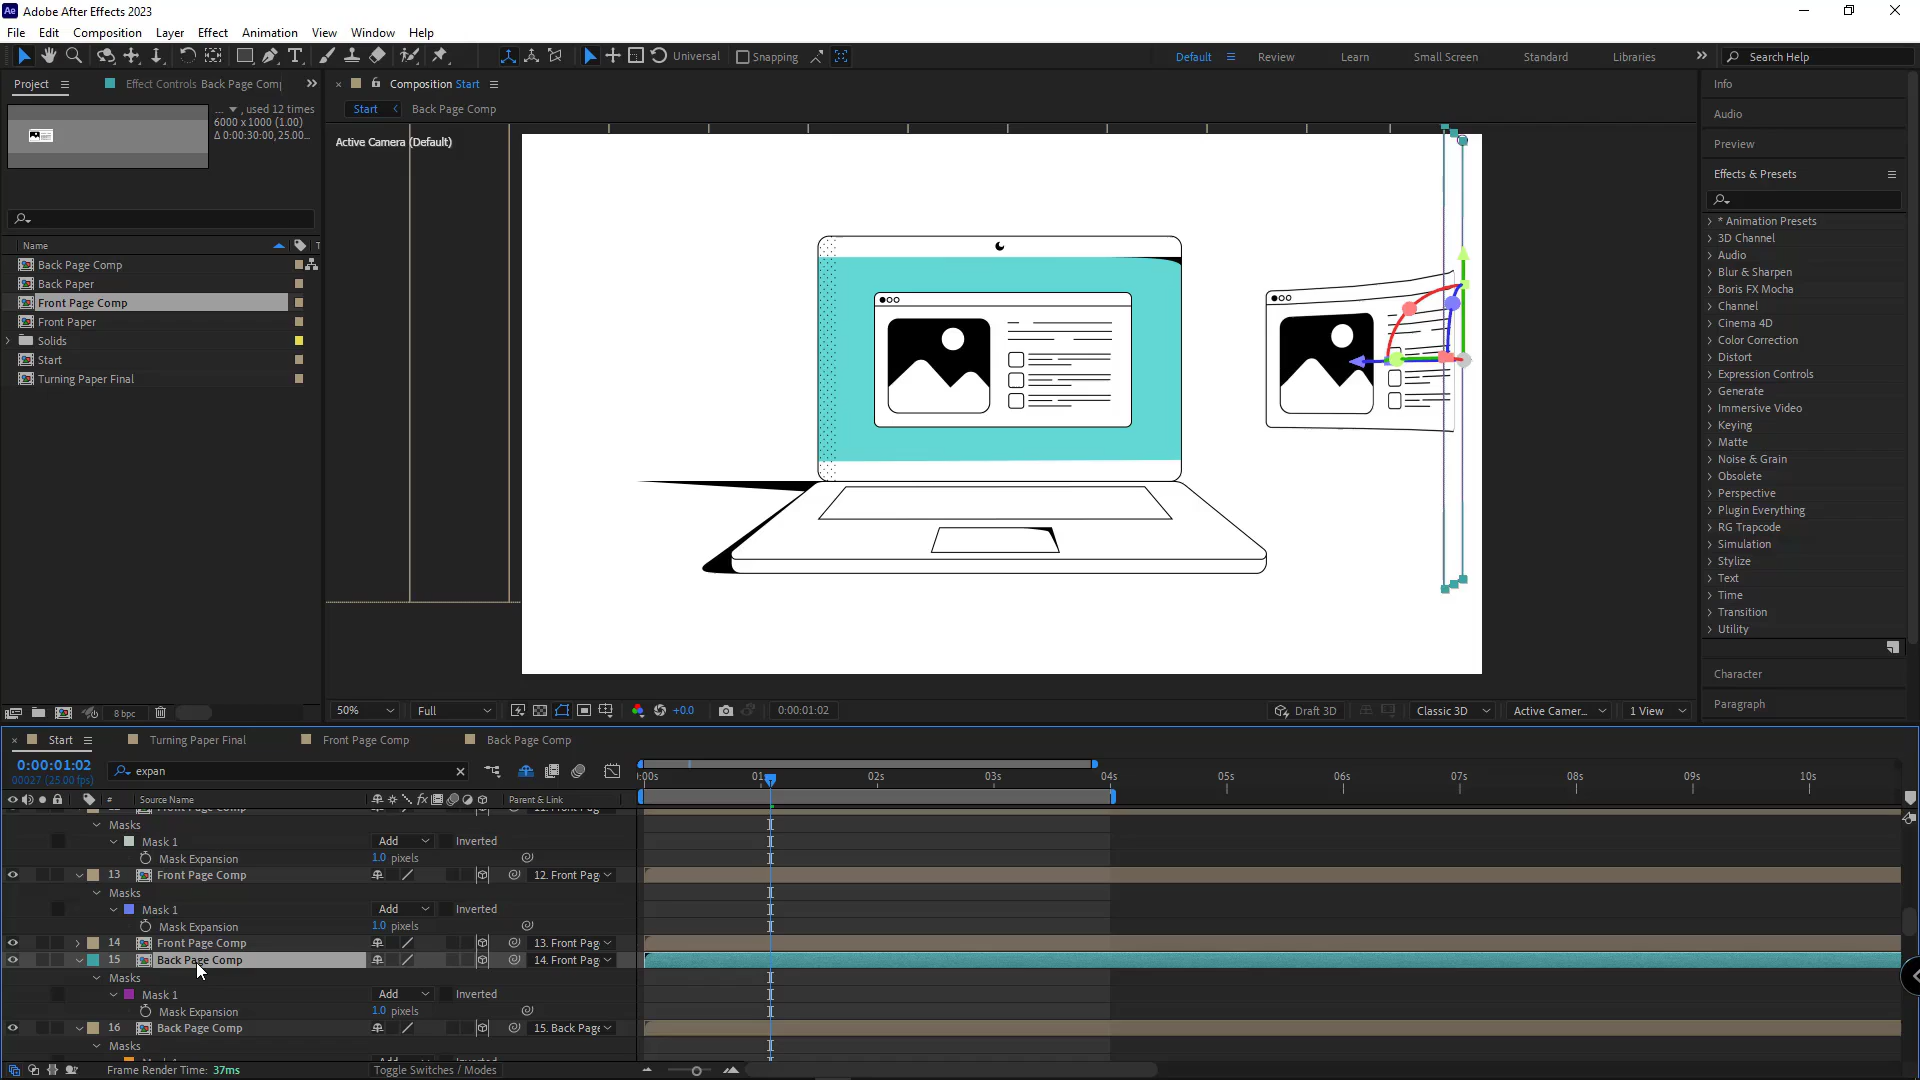 Ae Adobe After Effects 2023
File Edit Composition Layer Effect Animation View Window Help
Universal Snapping Default Review Learn Small Screen Standard Libraries Search Help
Project Effect Controls Back Page Comp
... , used 12 times
6000 x 1000 (1.00)
Δ 0:00:30:00, 25.00...
Name
Back Page Comp
Back Paper
Front Page Comp
Front Paper
Solids
Start
Turning Paper Final
8 bpc
Composition Start
Start Back Page Comp
Active Camera (Default)
50% Full +0.0 0:00:01:02 Draft 3D Classic 3D Active Camer... 1 View
Info
Audio
Preview
Effects & Presets
* Animation Presets
3D Channel
Audio
Blur & Sharpen
Boris FX Mocha
Channel
Cinema 4D
Color Correction
Distort
Expression Controls
Generate
Immersive Video
Keying
Matte
Noise & Grain
Obsolete
Perspective
Plugin Everything
RG Trapcode
Simulation
Stylize
Text
Time
Transition
Utility
Character
Paragraph
Start Turning Paper Final Front Page Comp Back Page Comp
0:00:01:02
00027 (25.00 fps)
expan
:00s 01 02s 03s 04s 05s 06s 07s 08s 09s 10s
# Source Name Parent & Link
Masks
Mask 1 Add Inverted
Mask Expansion 1.0 pixels
13 Front Page Comp 12. Front Pag
Masks
Mask 1 Add Inverted
Mask Expansion 1.0 pixels
14 Front Page Comp 13. Front Pag
15 Back Page Comp 14. Front Pag
Masks
Mask 1 Add Inverted
Mask Expansion 1.0 pixels
16 Back Page Comp 15. Back Page
Masks
Frame Render Time: 37ms Toggle Switches / Modes